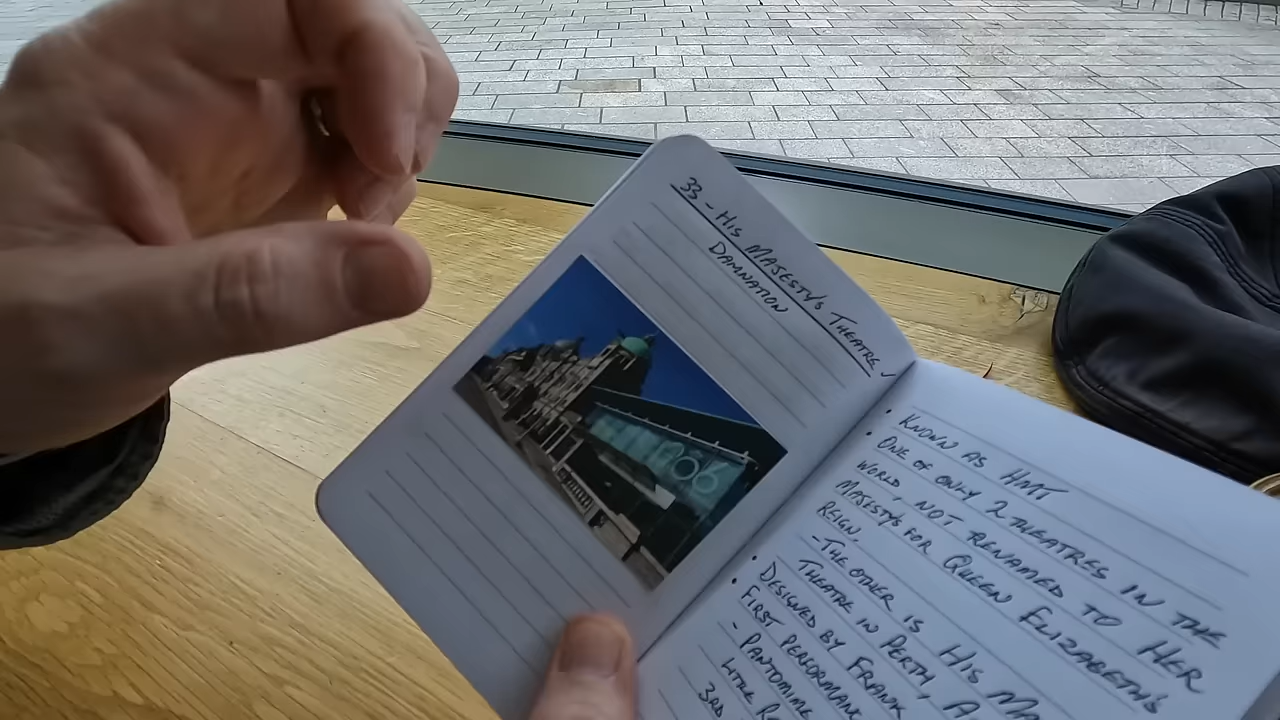 33 - His Majesty's Theatre ✓
Damnation
• Known as HMT
• One of only 2 theatres in the
World, not renamed to Her
Majesty's for Queen Elizabeth's
Reign
- The other is His
Theatre in Perth,
• Designed by Frank
• First
- Pantomime
3rd